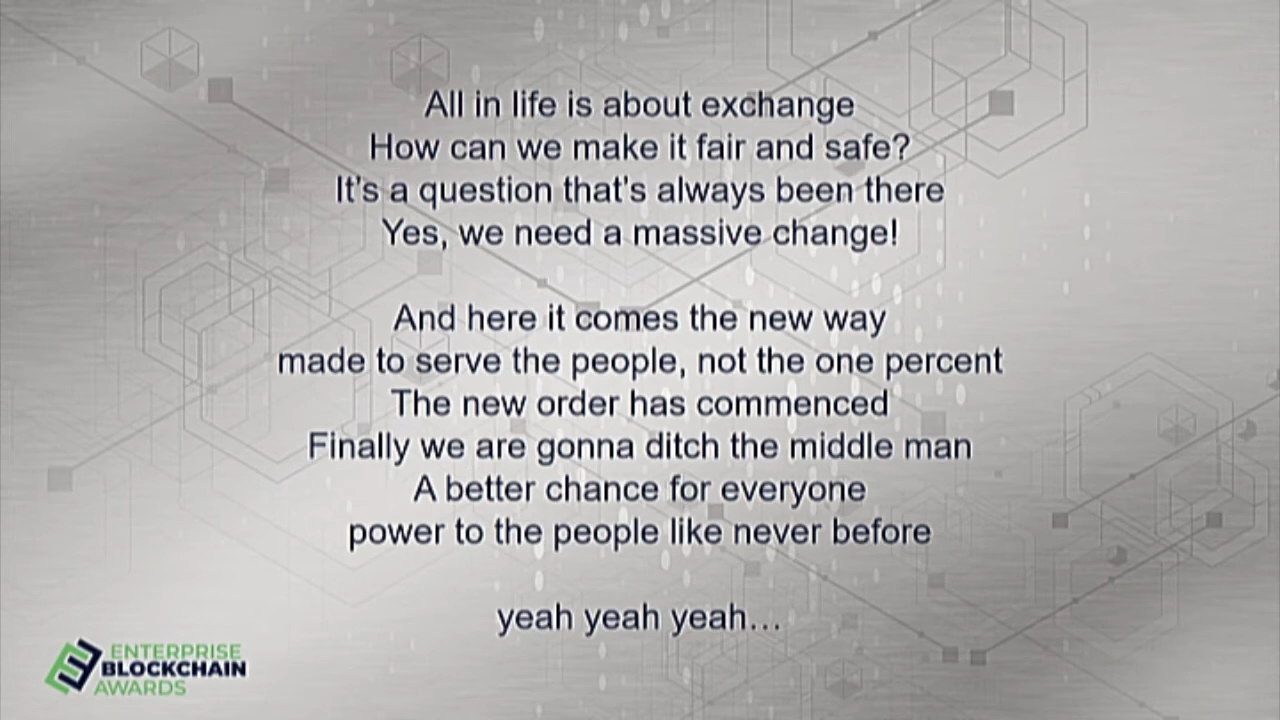 All in life is about exchange
How can we make it fair and safe?
It's a question that's always been there
Yes, we need a massive change!
And here it comes the new way
made to serve the people, not the one percent
The new order has commenced
Finally we are gonna ditch the middle man
A better chance for everyone
power to the people like never before
yeah yeah yeah…
ENTERPRISE
BLOCKCHAIN
AWARDS